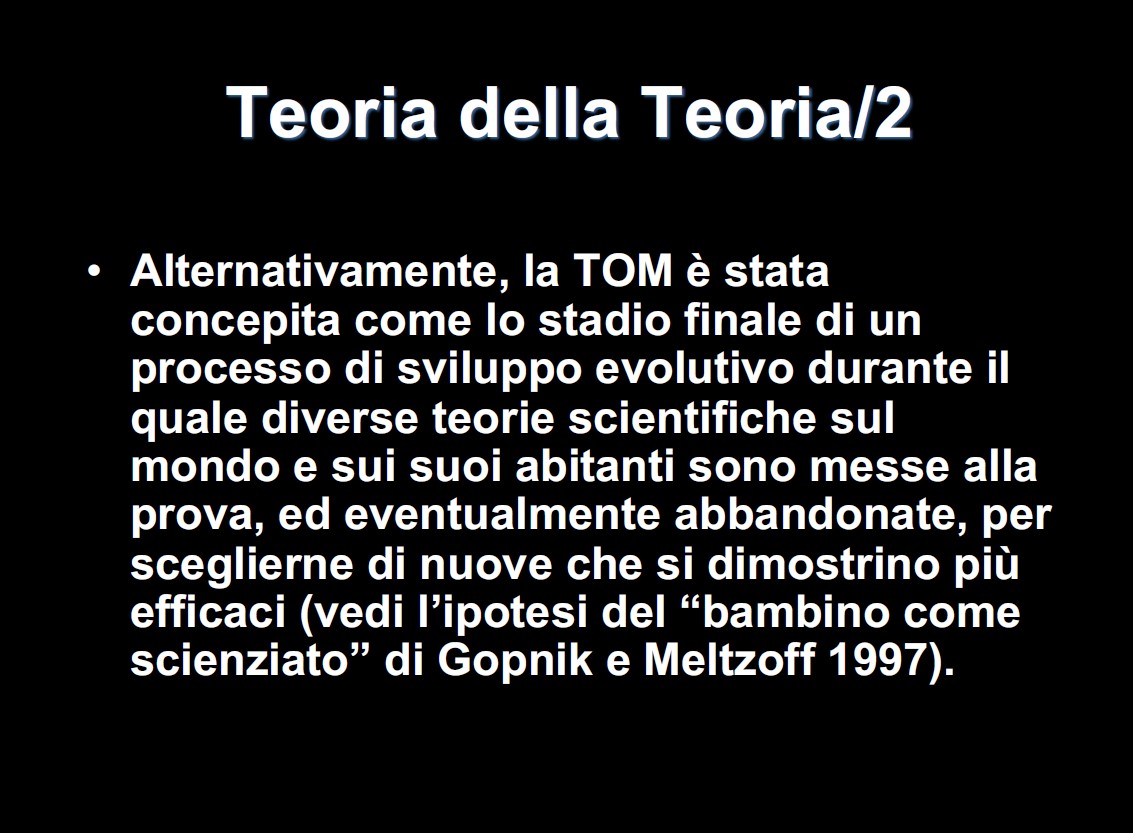 Teoria della Teoria/2
• Alternativamente, la TOM è stata
concepita come lo stadio finale di un
processo di sviluppo evolutivo durante il
quale diverse teorie scientifiche sul
mondo e sui suoi abitanti sono messe alla
prova, ed eventualmente abbandonate, per
sceglierne di nuove che si dimostrino più
efficaci (vedi l’ipotesi del “bambino come
scienziato” di Gopnik e Meltzoff 1997).